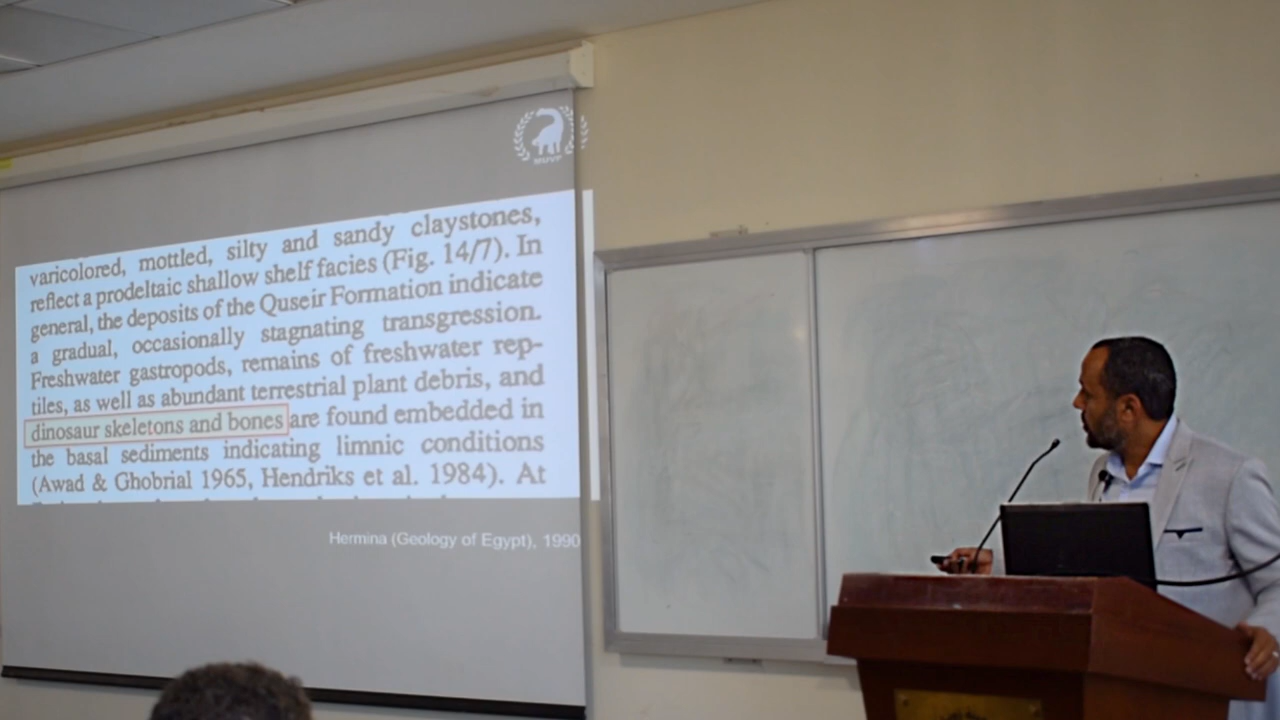 MUVP
varicolored, mottled, silty and sandy claystones,
reflect a prodeltaic shallow shelf facies (Fig. 14/7). In
general, the deposits of the Quseir Formation indicate
a gradual, occasionally stagnating transgression.
Freshwater gastropods, remains of freshwater rep-
tiles, as well as abundant terrestrial plant debris, and
dinosaur skeletons and bones are found embedded in
the basal sediments indicating limnic conditions
(Awad & Ghobrial 1965, Hendriks et al. 1984). At
Hermina (Geology of Egypt), 1990